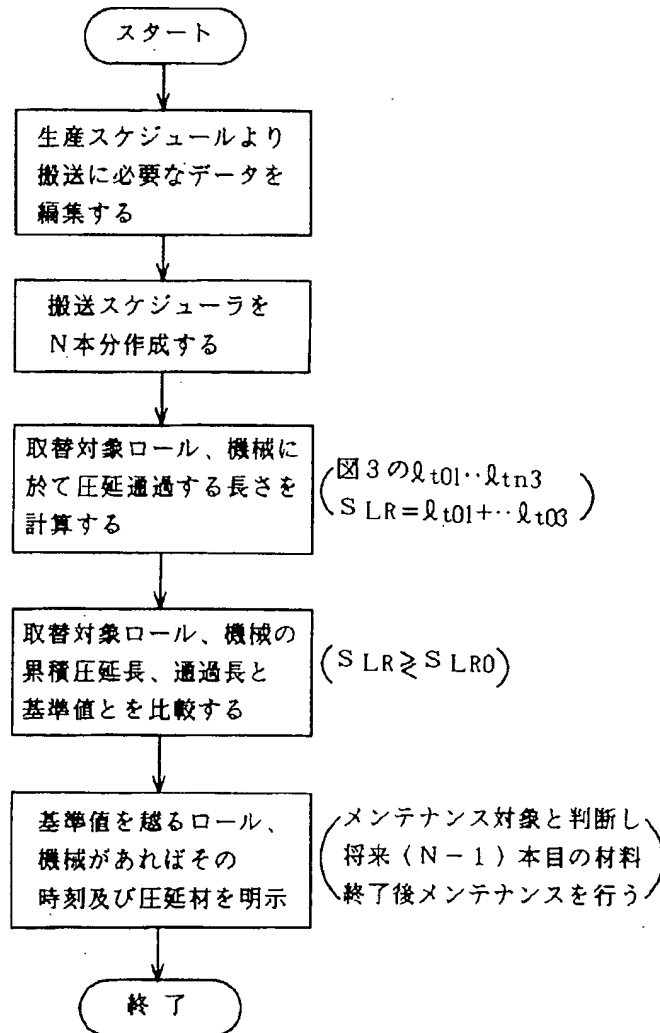 スタート
生産スケジュールより
搬送に必要なデータを
編集する
搬送スケジューラを
N本分作成する
取替対象ロール、機械に
於て圧延通過する長さを
計算する
(図3のℓt01‥ℓtn3
SLR=ℓt01+‥ℓt03)
取替対象ロール、機械の
累積圧延長、通過長と
基準値とを比較する
(SLR≷SLR0)
基準値を越るロール、
機械があればその
時刻及び圧延材を明示
(メンテナンス対象と判断し
将来(N-1)本目の材料
終了後メンテナンスを行う)
終了